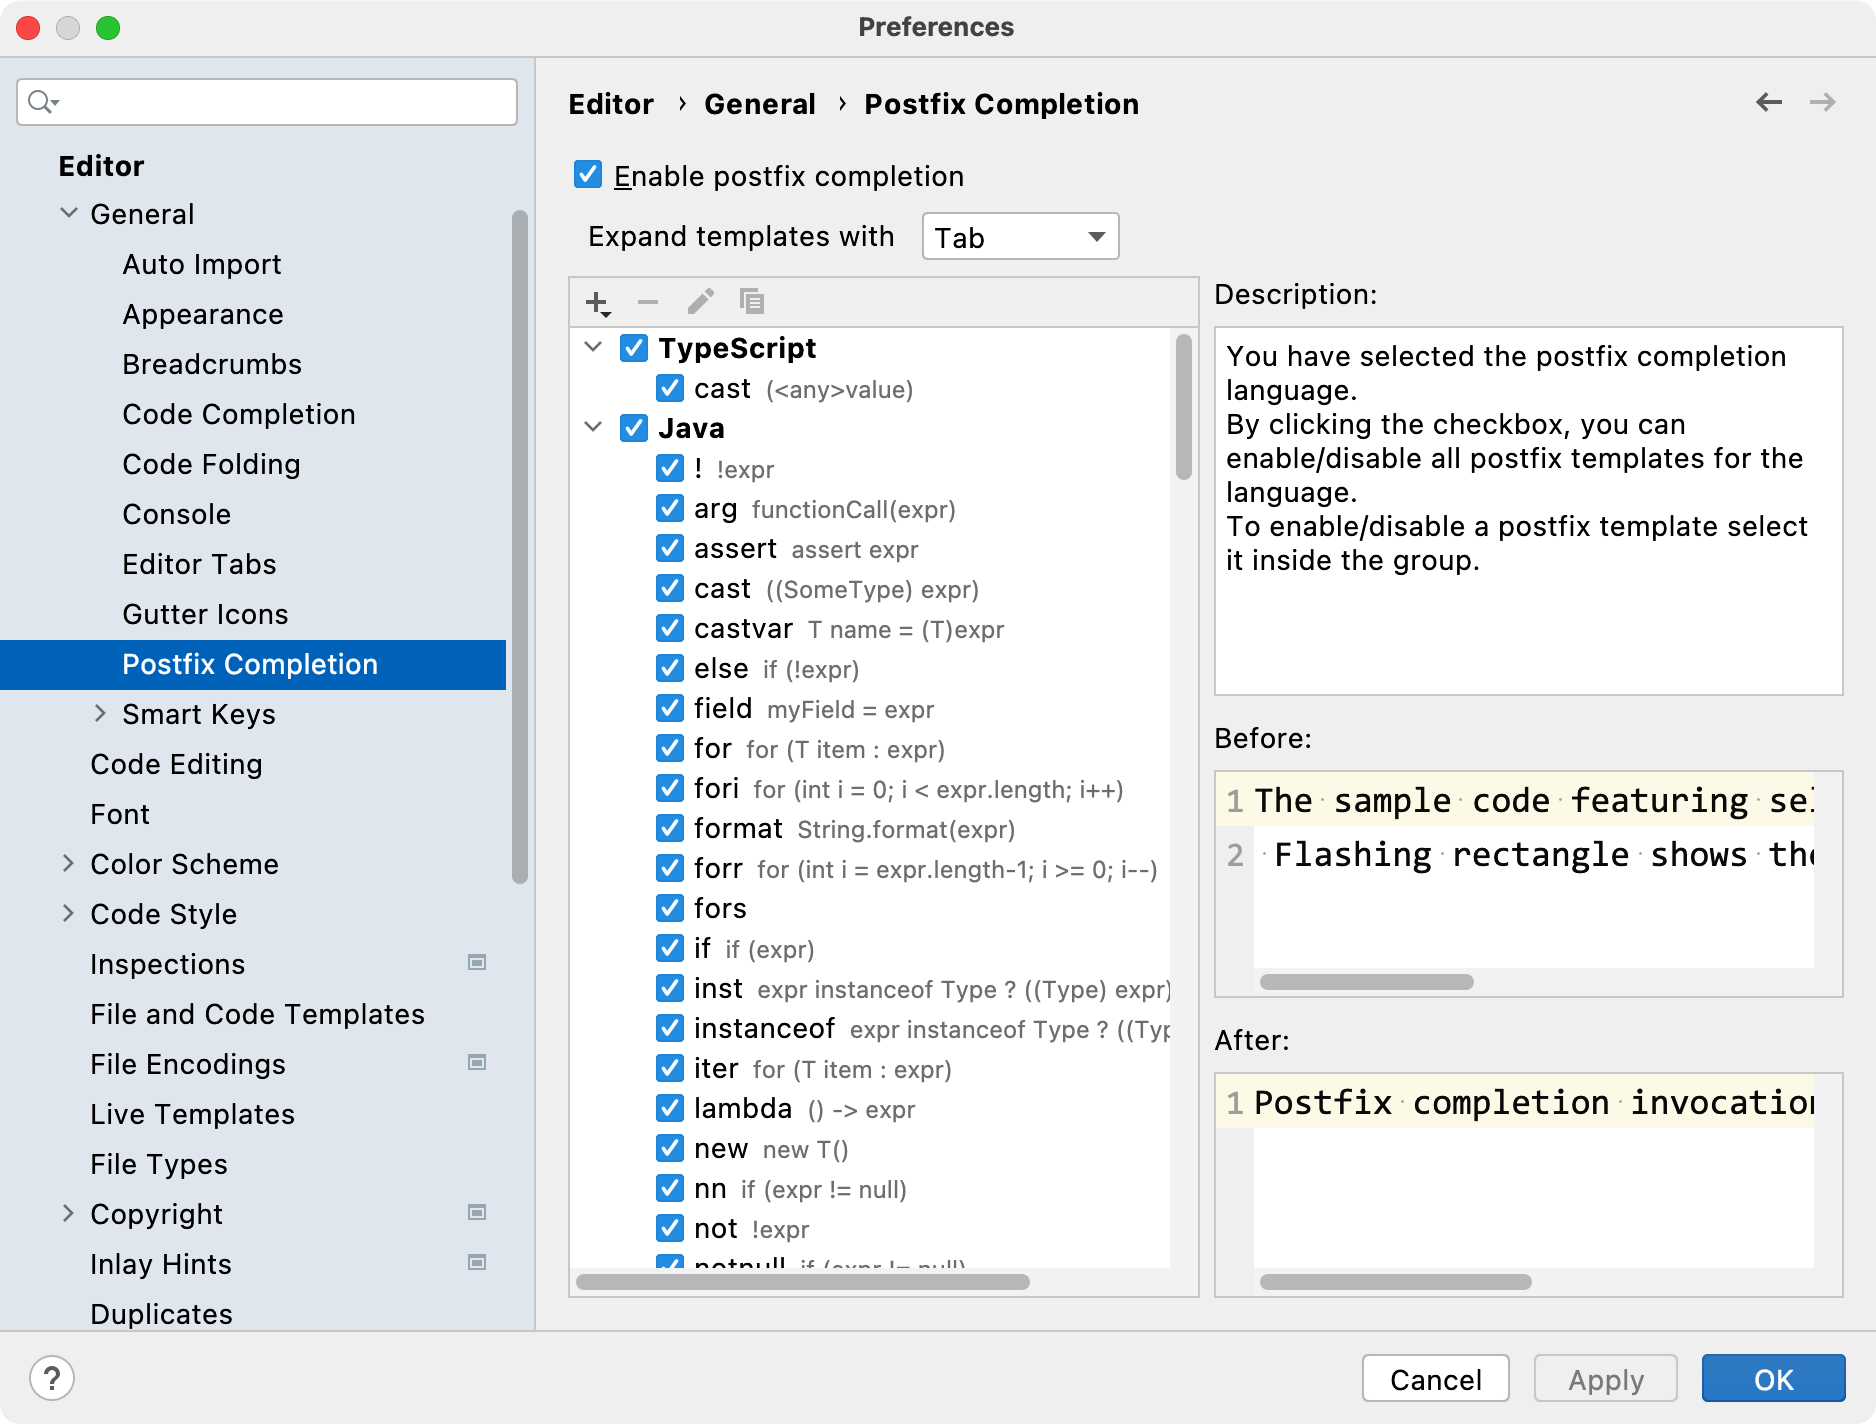 Preferences
Editor
General
Auto Import
Appearance
Breadcrumbs
Code Completion
Code Folding
Console
Editor Tabs
Gutter Icons
Postfix Completion
Smart Keys
Code Editing
Font
Color Scheme
Code Style
Inspections
File and Code Templates
File Encodings
Live Templates
File Types
Copyright
Inlay Hints
Duplicates
Editor › General › Postfix Completion
Enable postfix completion
Expand templates with Tab
TypeScript
cast (<any>value)
Java
! !expr
arg functionCall(expr)
assert assert expr
cast ((SomeType) expr)
castvar T name = (T)expr
else if (!expr)
field myField = expr
for for (T item : expr)
fori for (int i = 0; i < expr.length; i++)
format String.format(expr)
forr for (int i = expr.length-1; i >= 0; i--)
fors
if if (expr)
inst expr instanceof Type ? ((Type) expr)
instanceof expr instanceof Type ? ((Typ
iter for (T item : expr)
lambda () -> expr
new new T()
nn if (expr != null)
not !expr
notnull if (expr != null)
Description:
You have selected the postfix completion
language.
By clicking the checkbox, you can
enable/disable all postfix templates for the
language.
To enable/disable a postfix template select
it inside the group.
Before:
1 The sample code featuring sel
2 Flashing rectangle shows the
After:
1 Postfix completion invocation
?
Cancel
Apply
OK